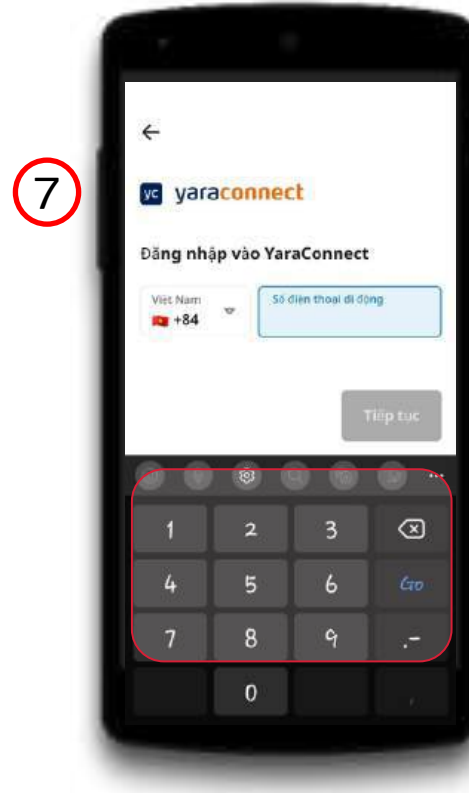 7
yc yaraconnect
Đăng nhập vào YaraConnect
Việt Nam
+84
Số điện thoại di động
Tiếp tục
1 2 3
4 5 6 Go
7 8 9 .-
0 ,